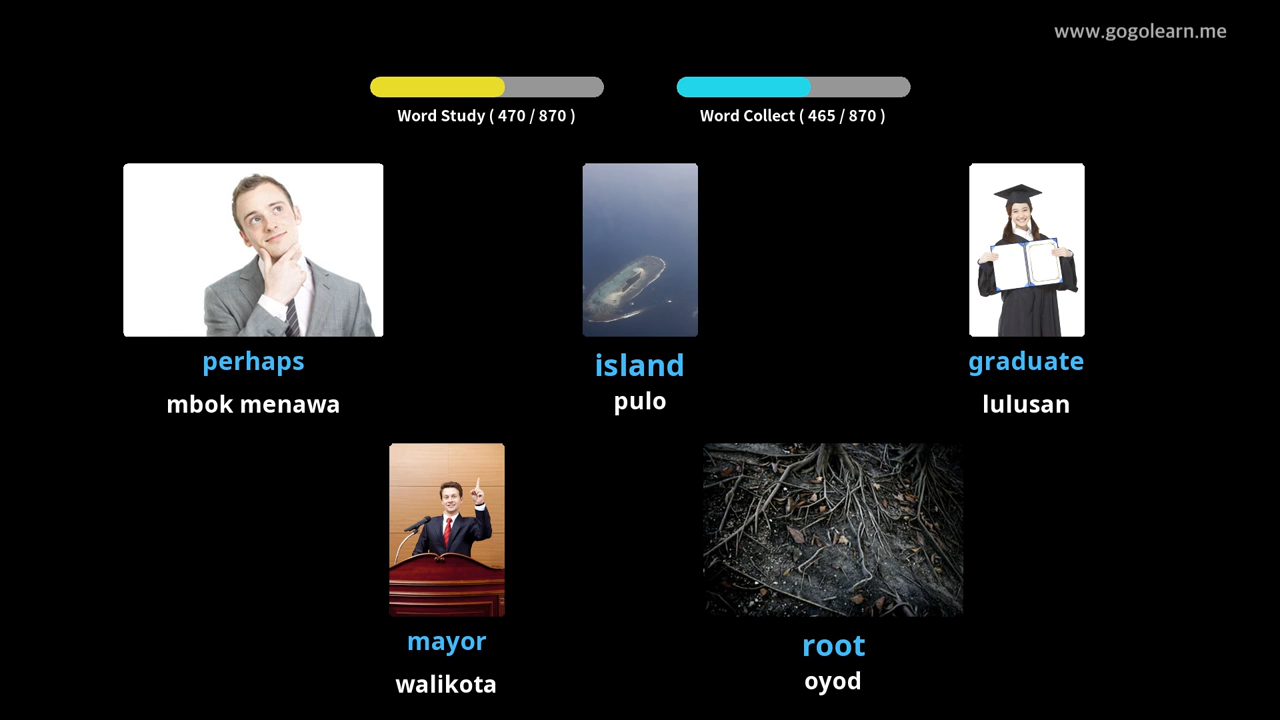 www.gogolearn.me
Word Study ( 470 / 870 )
Word Collect ( 465 / 870 )
perhaps
mbok menawa
island
pulo
graduate
lulusan
mayor
walikota
root
oyod